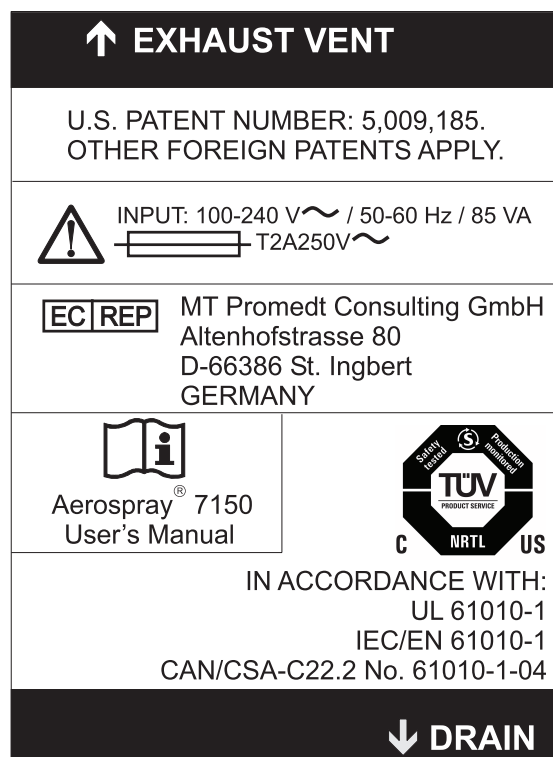 ↑ EXHAUST VENT
U.S. PATENT NUMBER: 5,009,185.
OTHER FOREIGN PATENTS APPLY.
INPUT: 100-240 V～ / 50-60 Hz / 85 VA
T2A250V～
EC REP
MT Promedt Consulting GmbH
Altenhofstrasse 80
D-66386 St. Ingbert
GERMANY
Aerospray® 7150
User's Manual
Safety tested
S
Production monitored
TÜV
PRODUCT SERVICE
C NRTL US
IN ACCORDANCE WITH:
UL 61010-1
IEC/EN 61010-1
CAN/CSA-C22.2 No. 61010-1-04
↓ DRAIN